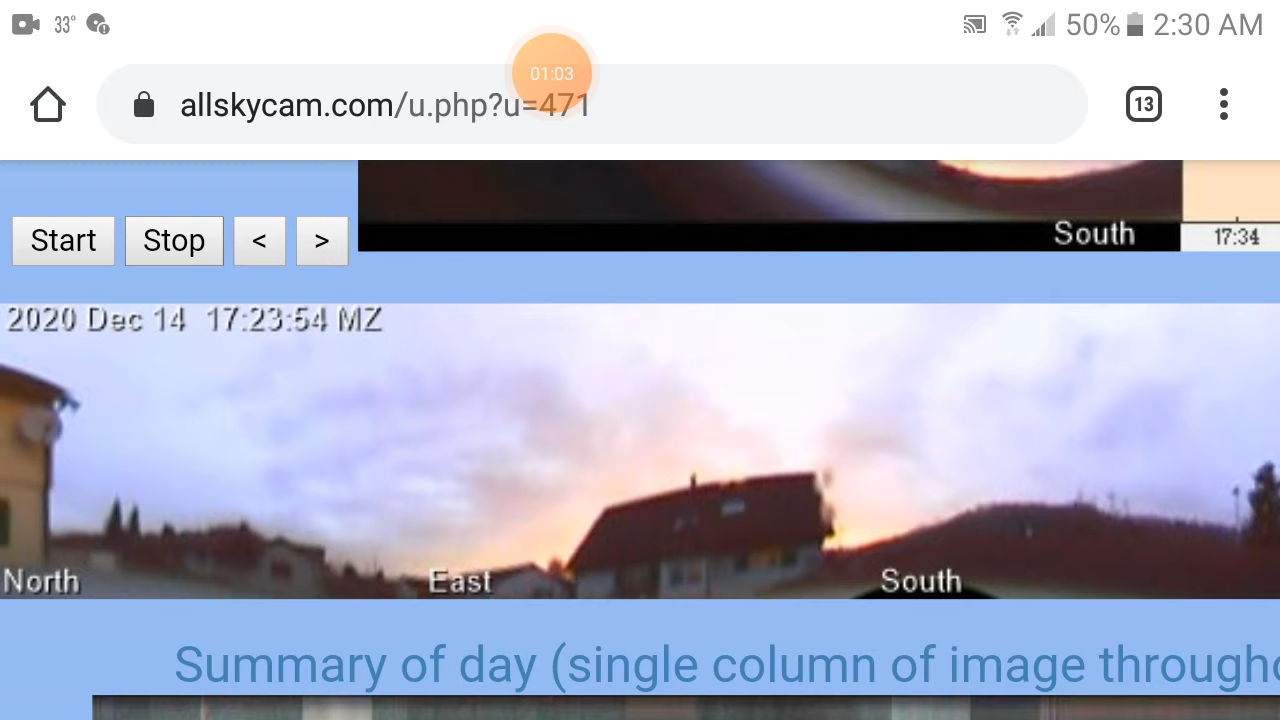 33° 50% 2:30 AM
01:03
allskycam.com/u.php?u=471 13
Start Stop < > South 17:34
2020 Dec 14 17:23:54 MZ
North East South
Summary of day (single column of image through